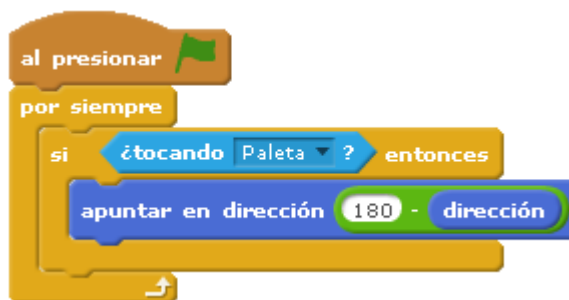 al presionar
por siempre
si ¿tocando Paleta ? entonces
apuntar en dirección 180 - dirección